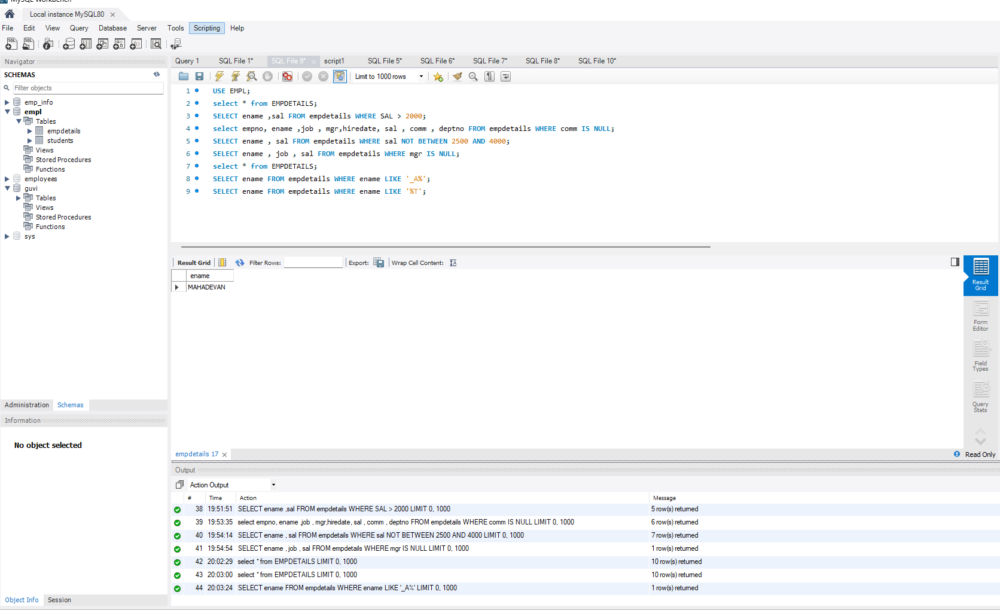 MySQL Workbench
Local instance MySQL80
File Edit View Query Database Server Tools Scripting Help
Navigator
SCHEMAS
Filter objects
emp_info
empl
Tables
empdetails
students
Views
Stored Procedures
Functions
employees
guvi
Tables
Views
Stored Procedures
Functions
sys
Administration Schemas
Information
No object selected
Object Info Session
Query 1 SQL File 1* SQL File 9* script1 SQL File 5* SQL File 6* SQL File 7* SQL File 8* SQL File 10*
Limit to 1000 rows
1 USE EMPL;
2 select * from EMPDETAILS;
3 SELECT ename ,sal FROM empdetails WHERE SAL > 2000;
4 select empno, ename ,job , mgr,hiredate, sal , comm , deptno FROM empdetails WHERE comm IS NULL;
5 SELECT ename , sal FROM empdetails WHERE sal NOT BETWEEN 2500 AND 4000;
6 SELECT ename , job , sal FROM empdetails WHERE mgr IS NULL;
7 select * from EMPDETAILS;
8 SELECT ename FROM empdetails WHERE ename LIKE '_A%';
9 SELECT ename FROM empdetails WHERE ename LIKE '%T';
Result Grid Filter Rows: Export: Wrap Cell Content:
ename
MAHADEVAN
Result
Grid
Form
Editor
Field
Types
Query
Stats
empdetails 17
Read Only
Output
Action Output
# Time Action Message
38 19:51:51 SELECT ename ,sal FROM empdetails WHERE SAL > 2000 LIMIT 0, 1000 5 row(s) returned
39 19:53:35 select empno, ename ,job , mgr,hiredate, sal , comm , deptno FROM empdetails WHERE comm IS NULL LIMIT 0, 1000 6 row(s) returned
40 19:54:14 SELECT ename , sal FROM empdetails WHERE sal NOT BETWEEN 2500 AND 4000 LIMIT 0, 1000 7 row(s) returned
41 19:54:54 SELECT ename , job , sal FROM empdetails WHERE mgr IS NULL LIMIT 0, 1000 1 row(s) returned
42 20:02:29 select * from EMPDETAILS LIMIT 0, 1000 10 row(s) returned
43 20:03:00 select * from EMPDETAILS LIMIT 0, 1000 10 row(s) returned
44 20:03:24 SELECT ename FROM empdetails WHERE ename LIKE '_A%' LIMIT 0, 1000 1 row(s) returned